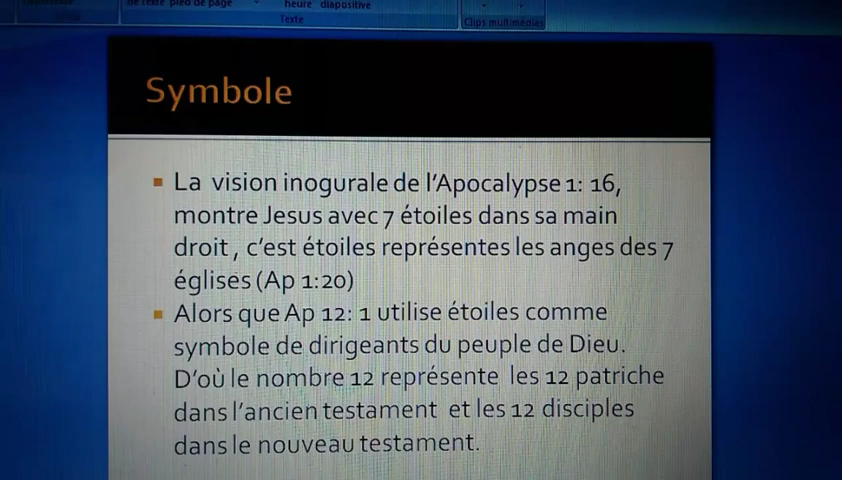 de texte pied de page heure diapositive
Texte
Clips multimédias
Symbole
La vision inogurale de l'Apocalypse 1: 16,
montre Jesus avec 7 étoiles dans sa main
droit , c'est étoiles représentes les anges des 7
églises (Ap 1:20)
Alors que Ap 12: 1 utilise étoiles comme
symbole de dirigeants du peuple de Dieu.
D'où le nombre 12 représente les 12 patriche
dans l'ancien testament et les 12 disciples
dans le nouveau testament.